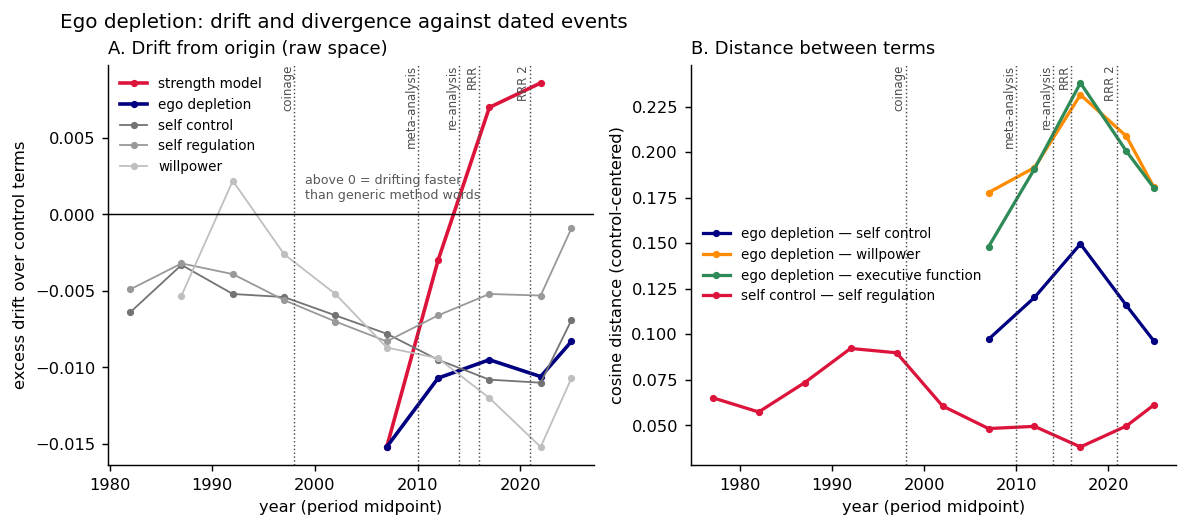 Ego depletion: drift and divergence against dated events
A. Drift from origin (raw space)
excess drift over control terms
0.005
0.000
−0.005
−0.010
−0.015
strength model
ego depletion
self control
self regulation
willpower
coinage
meta-analysis
re-analysis
RRR
RRR 2
above 0 = drifting faster
than generic method words
1980
1990
2000
2010
2020
year (period midpoint)
B. Distance between terms
cosine distance (control-centered)
0.225
0.200
0.175
0.150
0.125
0.100
0.075
0.050
coinage
meta-analysis
re-analysis
RRR
RRR 2
ego depletion — self control
ego depletion — willpower
ego depletion — executive function
self control — self regulation
1980
1990
2000
2010
2020
year (period midpoint)